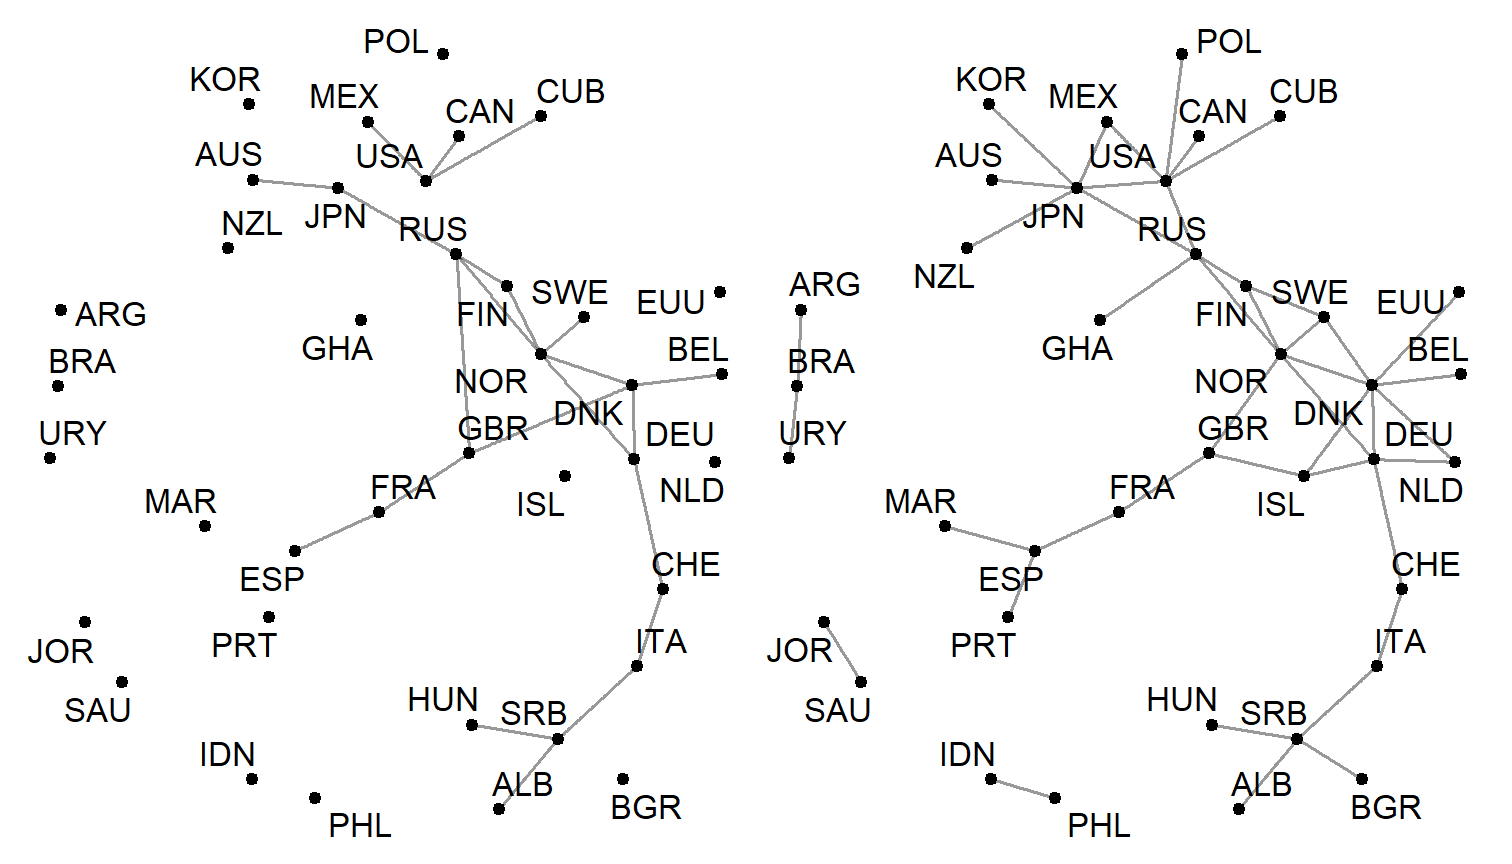 POL
KOR
MEX
CUB
CAN
AUS
USA
JPN
NZL
RUS
SWE
EUU
ARG
FIN
GHA
BEL
BRA
NOR
DNK
URY
GBR
DEU
FRA
NLD
MAR
ISL
CHE
ESP
ITA
PRT
JOR
HUN
SRB
SAU
IDN
ALB
BGR
PHL
POL
KOR
MEX
CUB
CAN
AUS
USA
JPN
RUS
NZL
ARG
SWE
EUU
FIN
GHA
BEL
BRA
NOR
DNK
URY
GBR
DEU
FRA
NLD
MAR
ISL
CHE
ESP
ITA
PRT
JOR
HUN
SRB
SAU
IDN
ALB
BGR
PHL